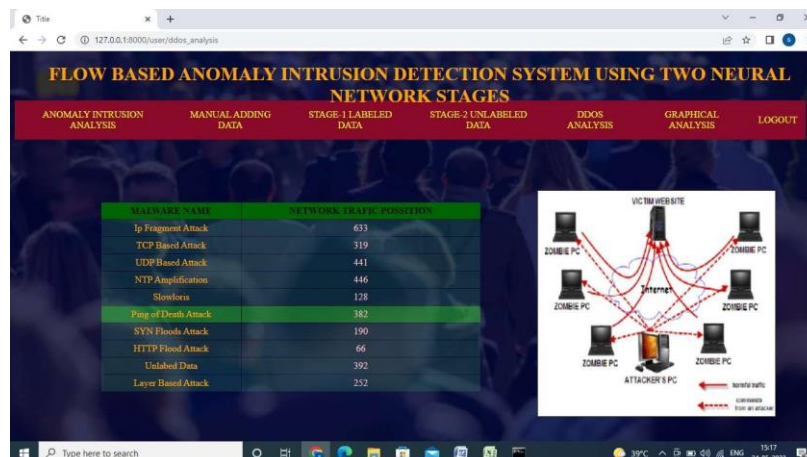 Title
127.0.0.1:8000/user/ddos_analysis
FLOW BASED ANOMALY INTRUSION DETECTION SYSTEM USING TWO NEURAL
NETWORK STAGES
ANOMALY INTRUSION
ANALYSIS
MANUAL ADDING
DATA
STAGE-1 LABELED
DATA
STAGE-2 UNLABELED
DATA
DDOS
ANALYSIS
GRAPHICAL
ANALYSIS
LOGOUT
MALWARE NAME NETWORK TRAFIC POSSITION
Ip Fragment Attack 633
TCP Based Attack 319
UDP Based Attack 441
NTP Amplification 446
Slowloris 128
Ping of Death Attack 382
SYN Floods Attack 190
HTTP Flood Attack 66
Unlabed Data 392
Layer Based Attack 252
VICTIM WEBSITE
ZOMBIE PC
ZOMBIE PC
Internet
ZOMBIE PC
ZOMBIE PC
ZOMBIE PC
ZOMBIE PC
ATTACKER'S PC
harmful traffic
commands
from an attacker
Type here to search
39°C
ENG
15:17